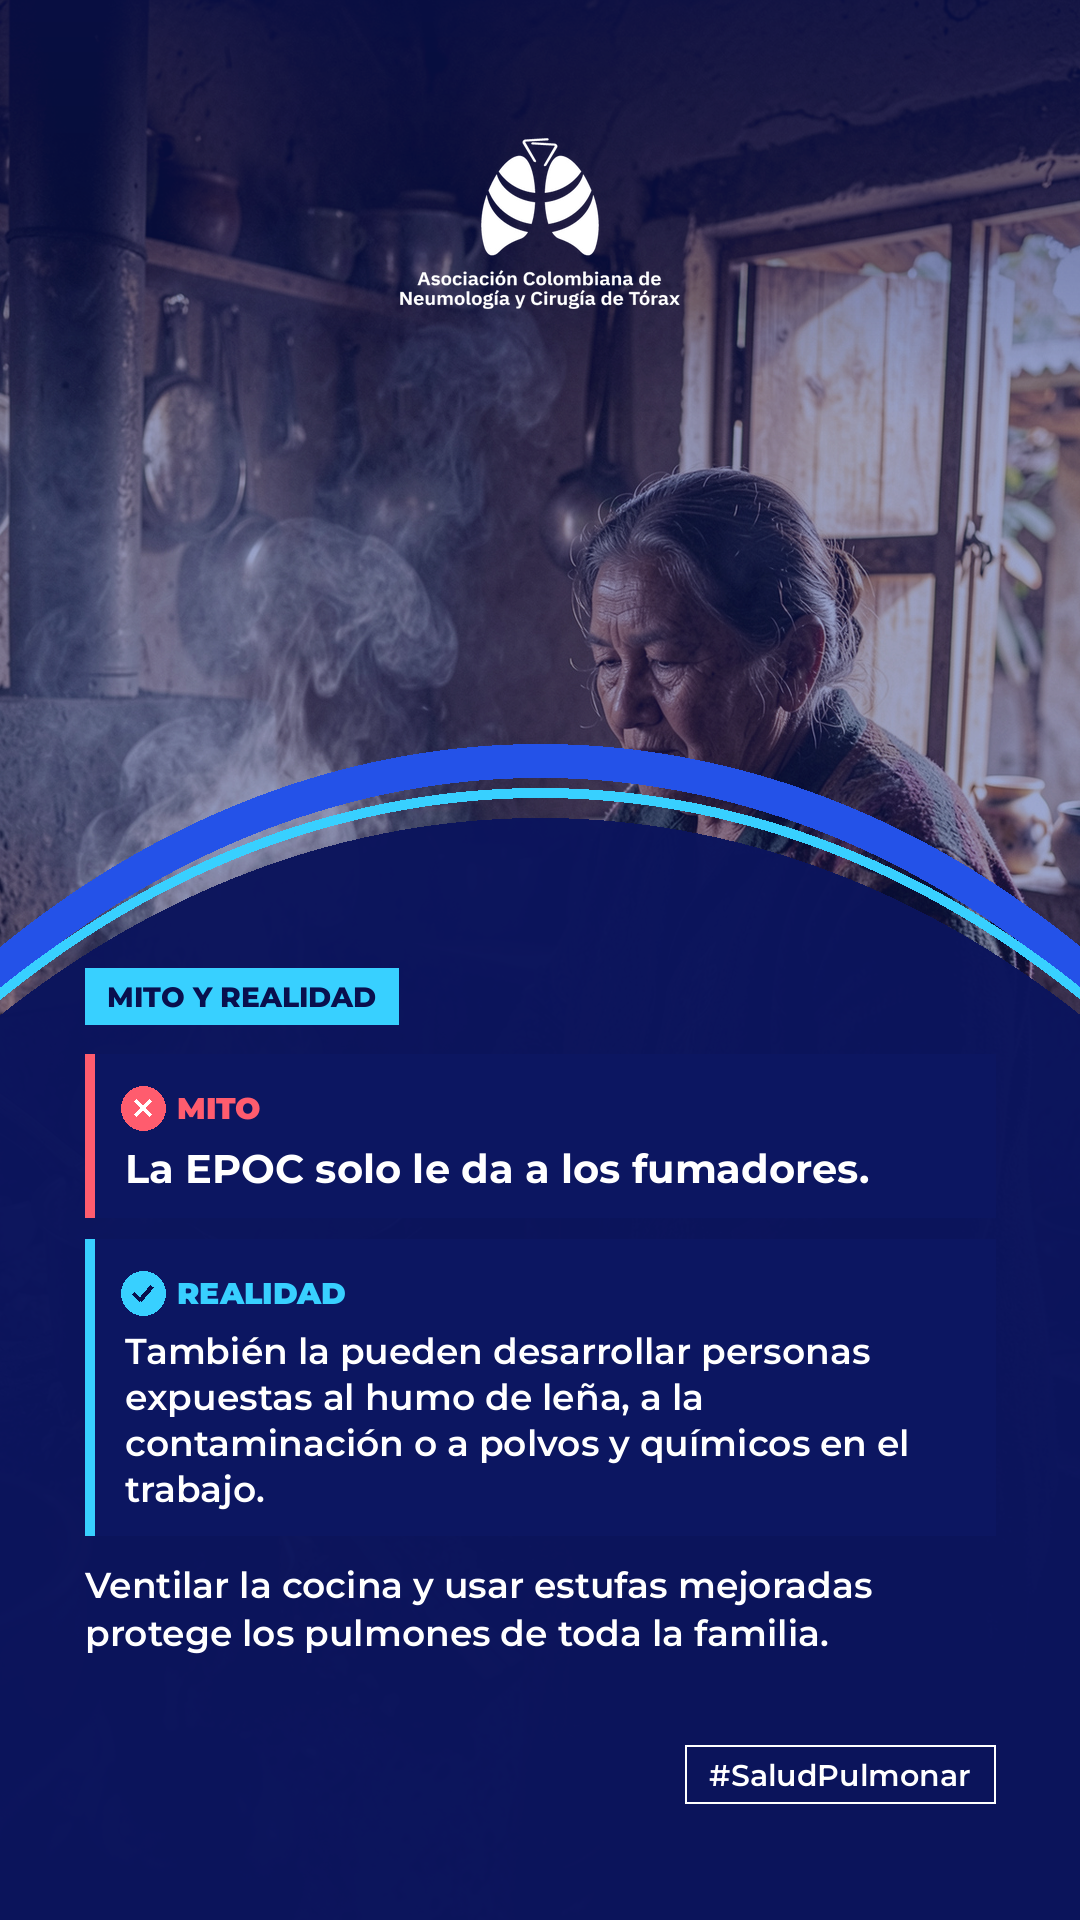 Asociación Colombiana de
Neumología y Cirugía de Tórax
MITO Y REALIDAD
MITO
La EPOC solo le da a los fumadores.
REALIDAD
También la pueden desarrollar personas
expuestas al humo de leña, a la
contaminación o a polvos y químicos en el
trabajo.
Ventilar la cocina y usar estufas mejoradas
protege los pulmones de toda la familia.
#SaludPulmonar